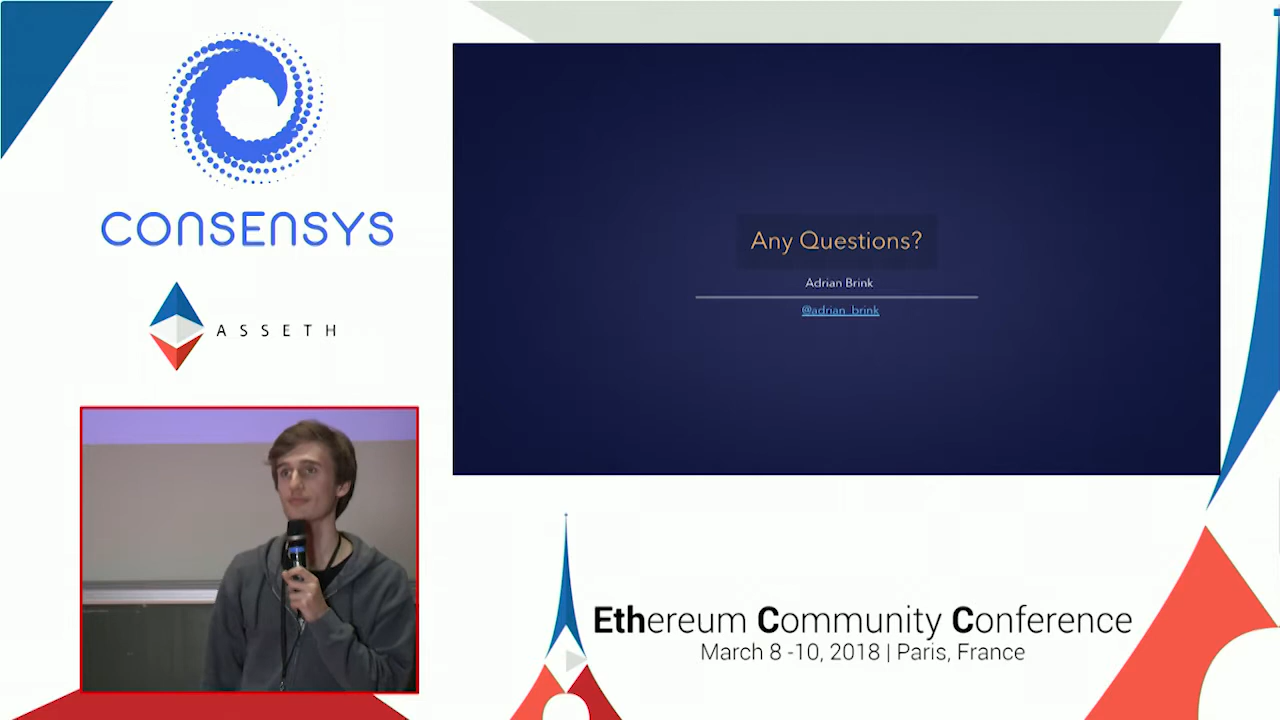 CONSENSYS
ASSETH
Any Questions?
Adrian Brink
@adrian_brink
Ethereum Community Conference
March 8 -10, 2018 | Paris, France